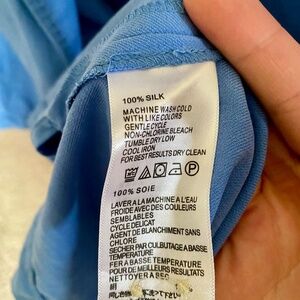 100% SILK
MACHINE WASH COLD
WITH LIKE COLORS
GENTLE CYCLE
NON-CHLORINE BLEACH
TUMBLE DRY LOW
COOL IRON
FOR BEST RESULTS DRY CLEAN
P
100% SOIE
LAVER A LA MACHINE A L'EAU
FROIDE AVEC DES COULEURS
SEMBLABLES
CYCLE DELICAT
AGENT DE BLANCHIMENT SANS
CHLORE
SECHER PAR CULBUTAGE A BASSE
TEMPERATURE
FER A BASSE TEMPERATURE
POUR DE MEILLEURS RESULTATS
NETTOYER A SEC